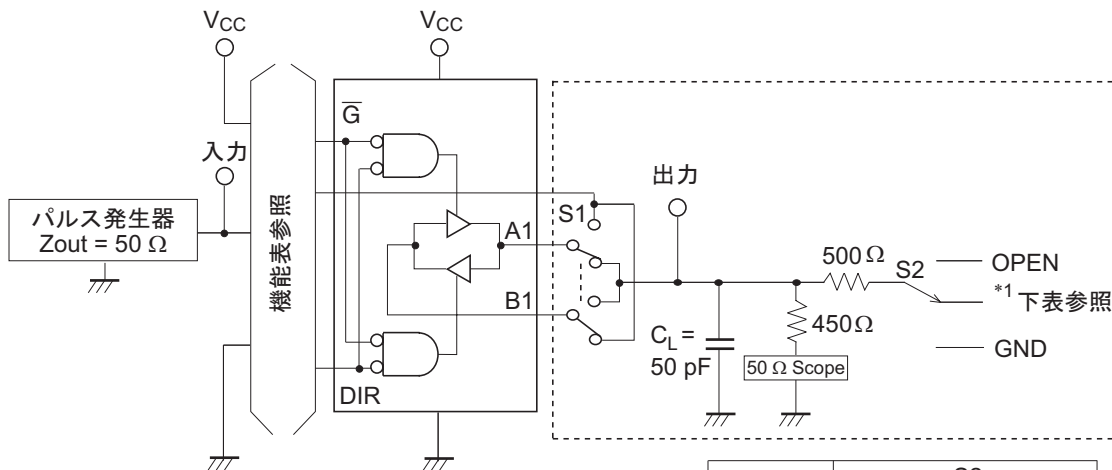 VCC
VCC
入力
パルス発生器
Zout = 50 Ω
機能表参照
G
DIR
A1
B1
S1
出力
CL =
50 pF
500 Ω
450Ω
50 Ω Scope
S2
OPEN
*1 下表参照
GND
S2